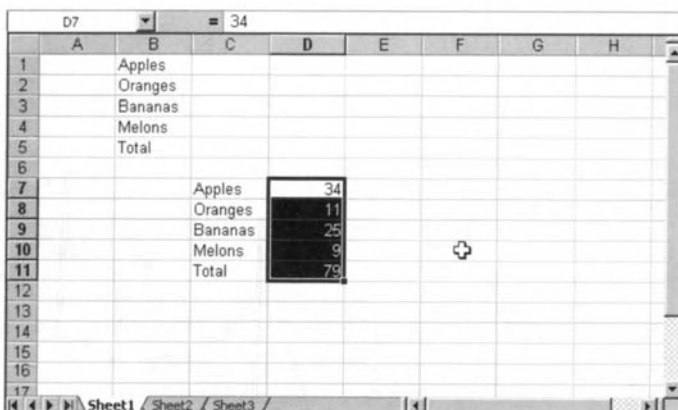 D7 = 34
A B C D E F G H
1 Apples
2 Oranges
3 Bananas
4 Melons
5 Total
6
7 Apples 34
8 Oranges 11
9 Bananas 25
10 Melons 9
11 Total 79
12
13
14
15
16
17
Sheet1 Sheet2 Sheet3